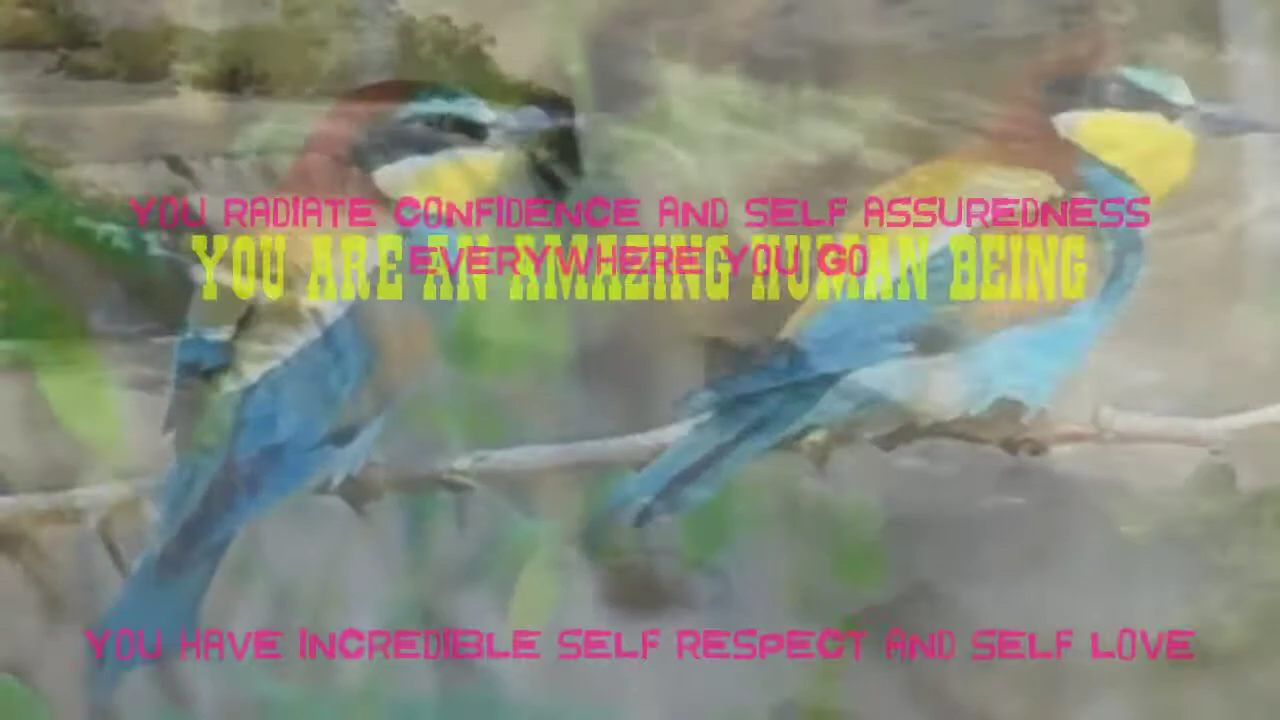 YOU RADIATE CONFIDENCE AND SELF ASSUREDNESS
EVERYWHERE YOU GO
YOU ARE AN AMAZING HUMAN BEING
YOU HAVE INCREDIBLE SELF RESPECT AND SELF LOVE